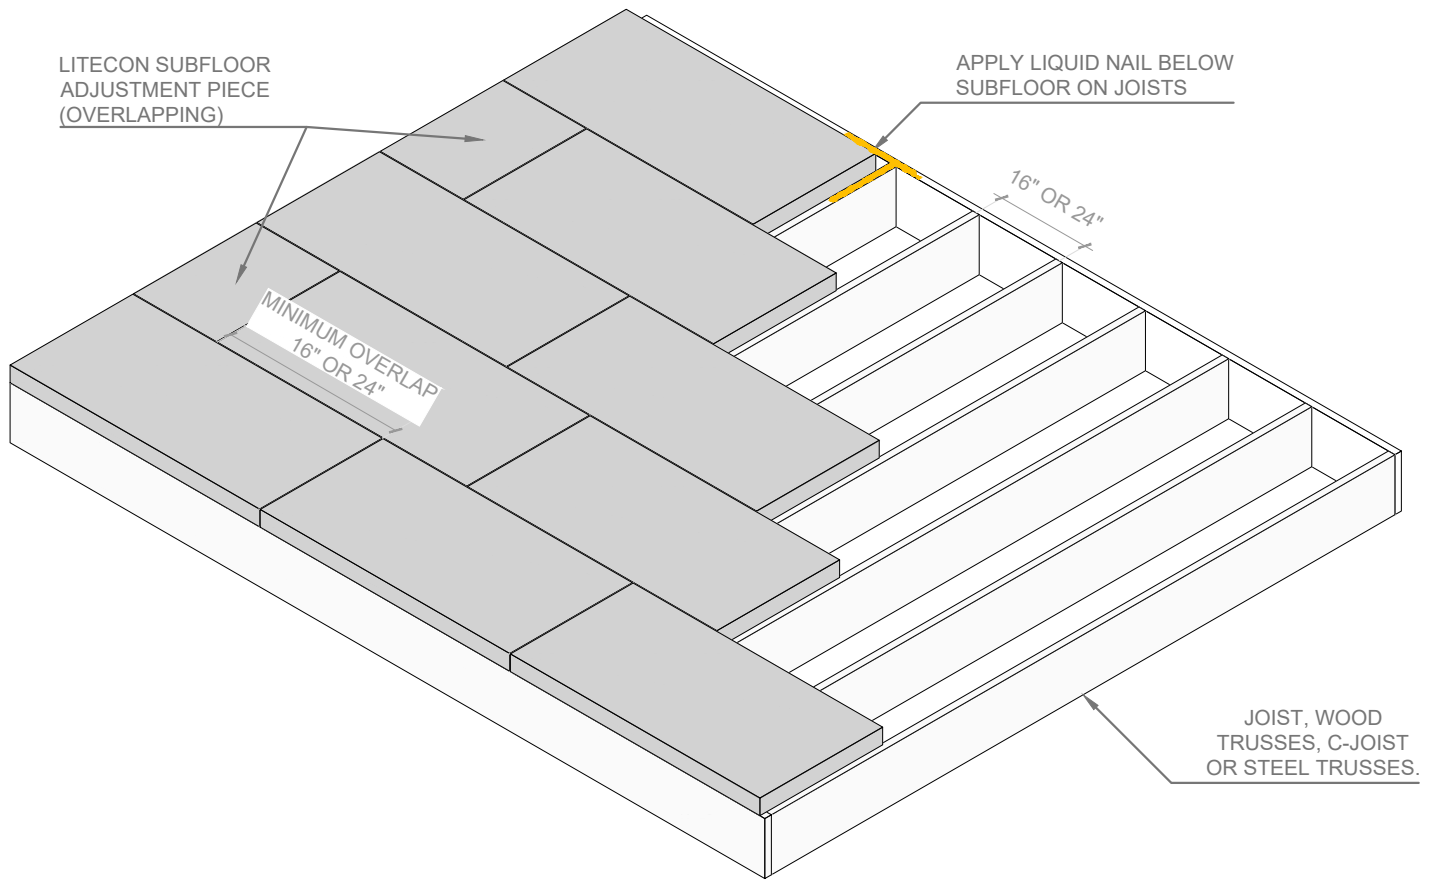 LITECON SUBFLOOR
ADJUSTMENT PIECE
(OVERLAPPING)
APPLY LIQUID NAIL BELOW
SUBFLOOR ON JOISTS
16" OR 24"
MINIMUM OVERLAP
16" OR 24"
JOIST, WOOD
TRUSSES, C-JOIST
OR STEEL TRUSSES.